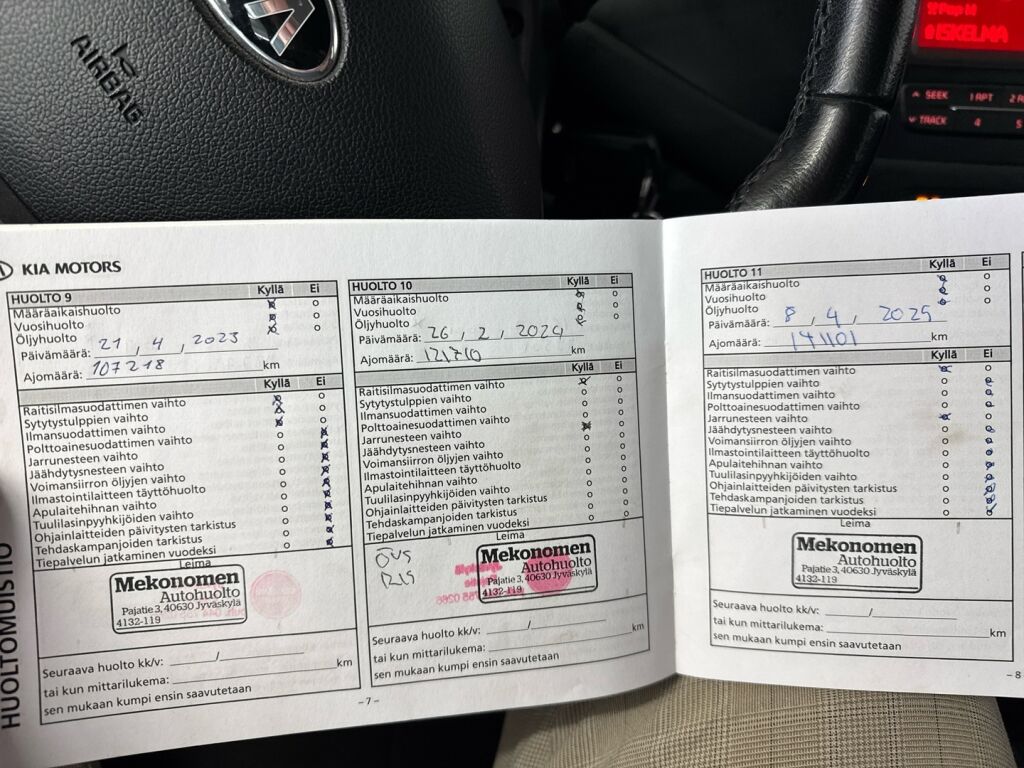 AIRBAG
ISKELMA
SEEK
1 RPT
TRACK
4
5
KIA MOTORS
HUOLTOMUISTIO
HUOLTO 9 Kyllä Ei
Määräaikaishuolto
Vuosihuolto
Öljyhuolto
Päivämäärä: 21, 4, 2023
Ajomäärä: 107218 km
Kyllä Ei
Raitisilmasuodattimen vaihto
Sytytystulppien vaihto
Ilmansuodattimen vaihto
Polttoainesuodattimen vaihto
Jarrunesteen vaihto
Jäähdytysnesteen vaihto
Voimansiirron öljyjen vaihto
Ilmastointilaitteen täyttöhuolto
Apulaitehihnan vaihto
Tuulilasinpyyhkijöiden vaihto
Ohjainlaitteiden päivitysten tarkistus
Tehdaskampanjoiden tarkistus
Tiepalvelun jatkaminen vuodeksi
Leima
Mekonomen
Autohuolto
Pajatie 3, 40630 Jyväskylä
4132-119
Seuraava huolto kk/v: /
tai kun mittarilukema: km
sen mukaan kumpi ensin saavutetaan
HUOLTO 10 Kyllä Ei
Määräaikaishuolto
Vuosihuolto
Öljyhuolto
Päivämäärä: 26, 2, 2024
Ajomäärä: 121710 km
Kyllä Ei
Raitisilmasuodattimen vaihto
Sytytystulppien vaihto
Ilmansuodattimen vaihto
Polttoainesuodattimen vaihto
Jarrunesteen vaihto
Jäähdytysnesteen vaihto
Voimansiirron öljyjen vaihto
Ilmastointilaitteen täyttöhuolto
Apulaitehihnan vaihto
Tuulilasinpyyhkijöiden vaihto
Ohjainlaitteiden päivitysten tarkistus
Tehdaskampanjoiden tarkistus
Tiepalvelun jatkaminen vuodeksi
Leima
Mekonomen
Autohuolto
Pajatie 3, 40630 Jyväskylä
4132-119
Seuraava huolto kk/v: /
tai kun mittarilukema: km
sen mukaan kumpi ensin saavutetaan
- 7 -
HUOLTO 11 Kyllä Ei
Määräaikaishuolto
Vuosihuolto
Öljyhuolto
Päivämäärä: 8, 4, 2025
Ajomäärä: 141101 km
Kyllä Ei
Raitisilmasuodattimen vaihto
Sytytystulppien vaihto
Ilmansuodattimen vaihto
Polttoainesuodattimen vaihto
Jarrunesteen vaihto
Jäähdytysnesteen vaihto
Voimansiirron öljyjen vaihto
Ilmastointilaitteen täyttöhuolto
Apulaitehihnan vaihto
Tuulilasinpyyhkijöiden vaihto
Ohjainlaitteiden päivitysten tarkistus
Tehdaskampanjoiden tarkistus
Tiepalvelun jatkaminen vuodeksi
Leima
Mekonomen
Autohuolto
Pajatie 3, 40630 Jyväskylä
4132-119
Seuraava huolto kk/v: /
tai kun mittarilukema: km
sen mukaan kumpi ensin saavutetaan
- 8